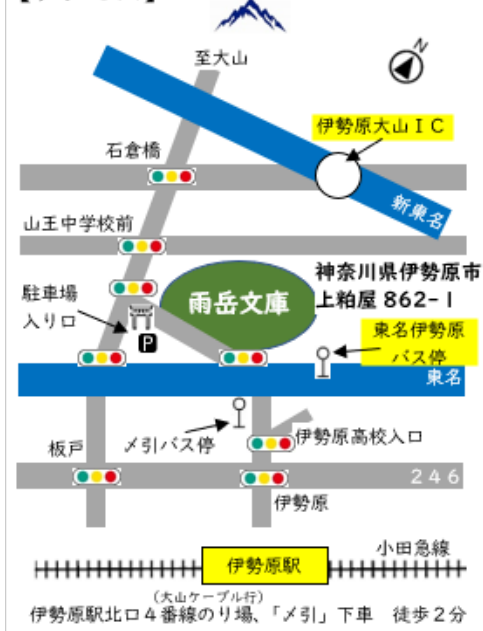 至大山
N
伊勢原大山IC
石倉橋
新東名
山王中学校前
神奈川県伊勢原市
上粕屋862-1
駐車場
入り口
雨岳文庫
P
東名伊勢原
バス停
東名
〆引バス停
伊勢原高校入口
板戸
246
伊勢原
小田急線
伊勢原駅
(大山ケーブル行)
伊勢原駅北口4番線のり場、「〆引」下車 徒歩2分